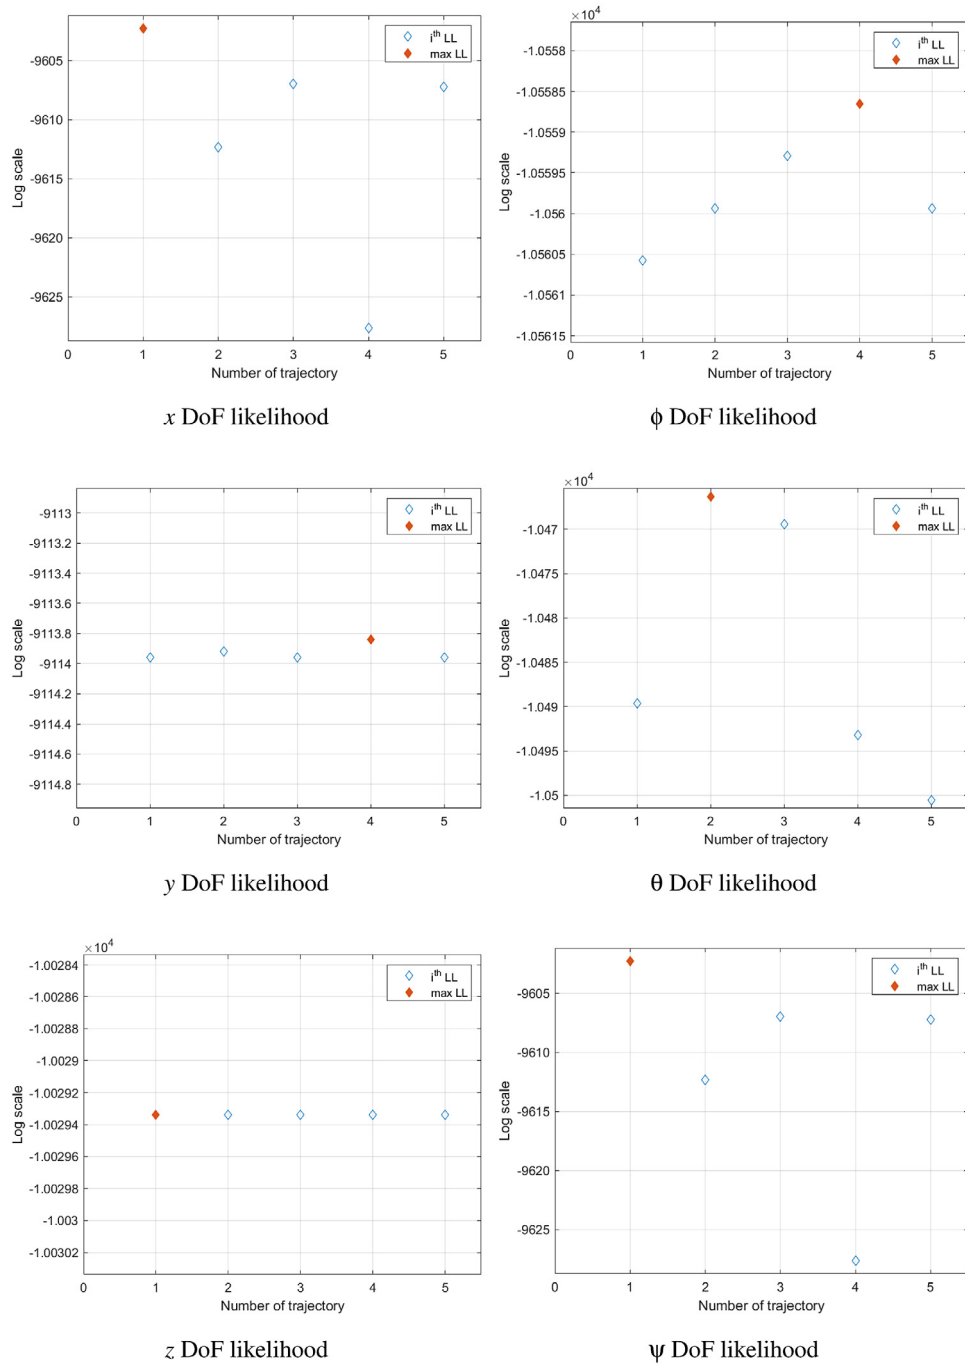 i^th LL
max LL
-9605
-9610
-9615
-9620
-9625
Log scale
0 1 2 3 4 5
Number of trajectory
x DoF likelihood
×10^4
i^th LL
max LL
-1.0558
-1.05585
-1.0559
-1.05595
-1.056
-1.05605
-1.0561
-1.05615
Log scale
0 1 2 3 4 5
Number of trajectory
ϕ DoF likelihood
i^th LL
max LL
-9113
-9113.2
-9113.4
-9113.6
-9113.8
-9114
-9114.2
-9114.4
-9114.6
-9114.8
Log scale
0 1 2 3 4 5
Number of trajectory
y DoF likelihood
×10^4
i^th LL
max LL
-1.047
-1.0475
-1.048
-1.0485
-1.049
-1.0495
-1.05
Log scale
0 1 2 3 4 5
Number of trajectory
θ DoF likelihood
×10^4
i^th LL
max LL
-1.00284
-1.00286
-1.00288
-1.0029
-1.00292
-1.00294
-1.00296
-1.00298
-1.003
-1.00302
Log scale
0 1 2 3 4 5
Number of trajectory
z DoF likelihood
i^th LL
max LL
-9605
-9610
-9615
-9620
-9625
Log scale
0 1 2 3 4 5
Number of trajectory
ψ DoF likelihood